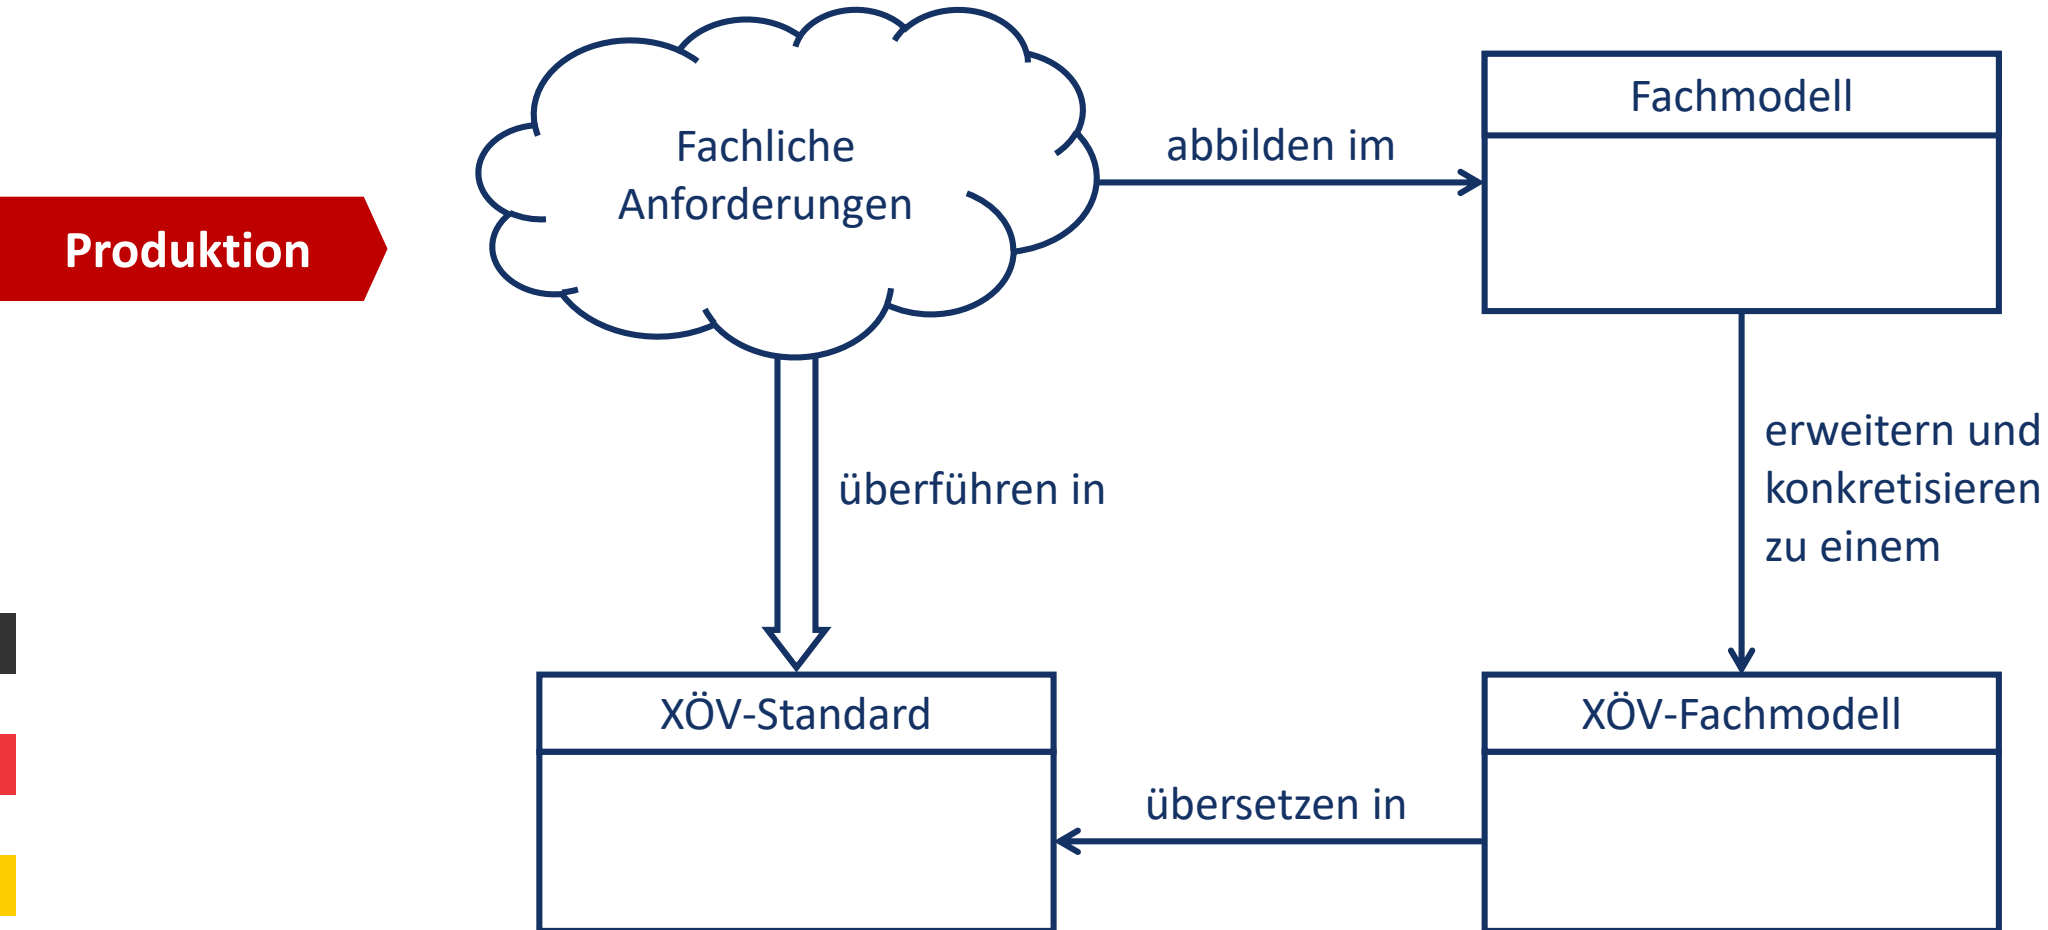 Produktion
Fachliche
Anforderungen
abbilden im
Fachmodell
überführen in
erweitern und
konkretisieren
zu einem
XÖV-Standard
übersetzen in
XÖV-Fachmodell